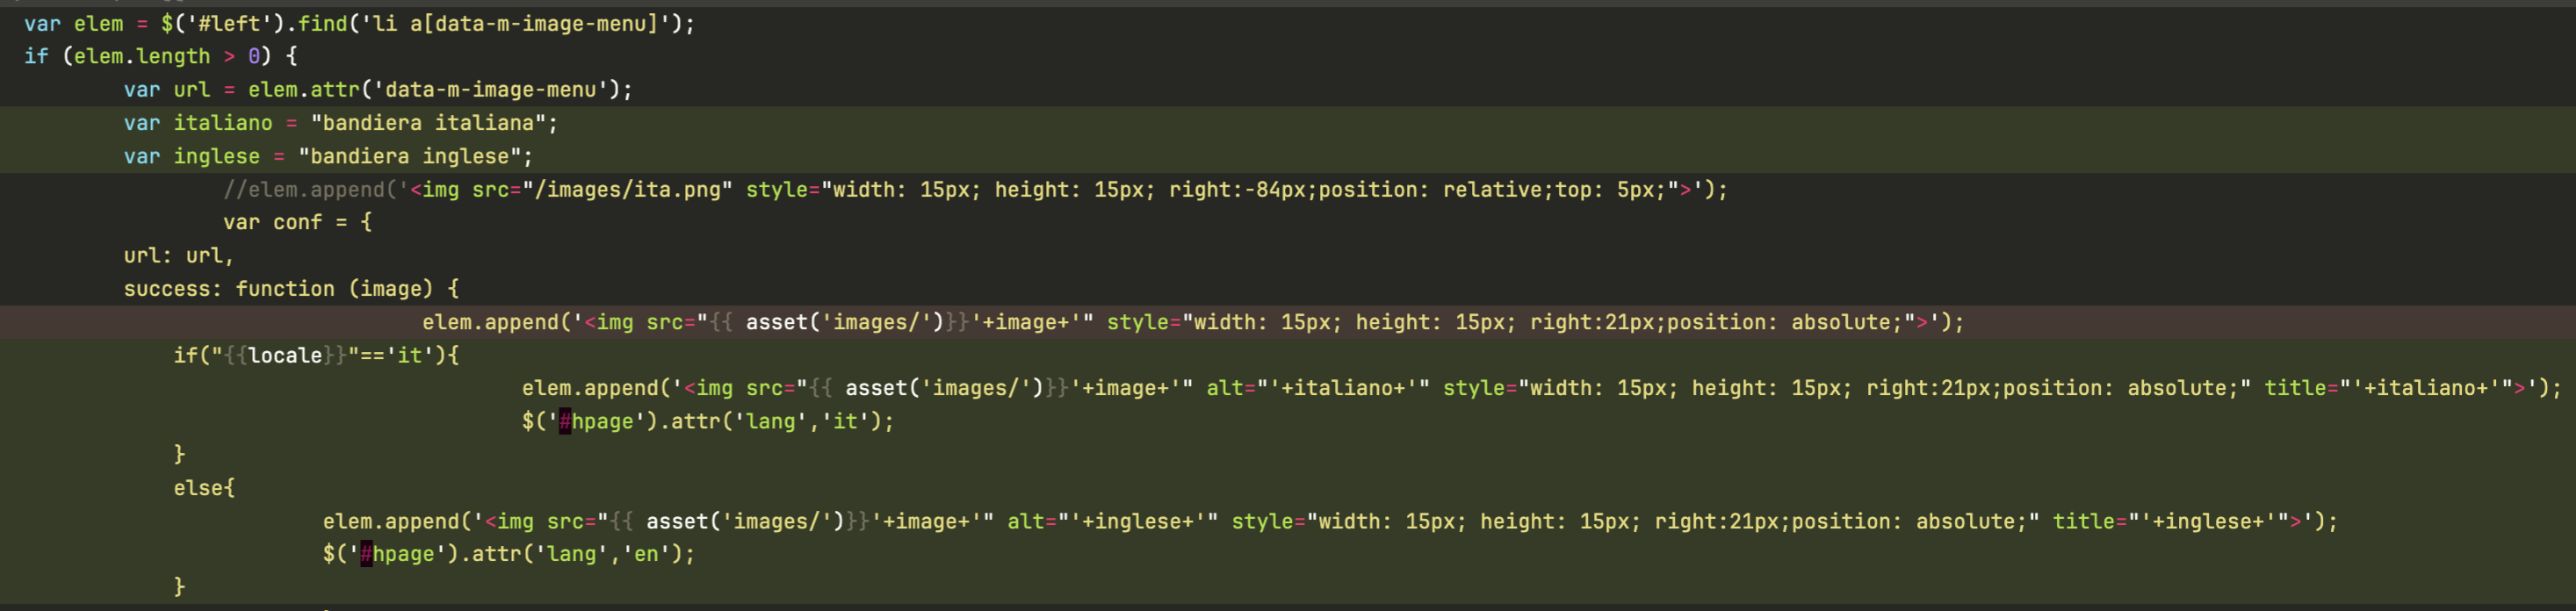 var elem = $('#left').find('li a[data-m-image-menu]');
if (elem.length > 0) {
var url = elem.attr('data-m-image-menu');
var italiano = "bandiera italiana";
var inglese = "bandiera inglese";
//elem.append('<img src="/images/ita.png" style="width: 15px; height: 15px; right:-84px;position: relative;top: 5px;">');
var conf = {
url: url,
success: function (image) {
elem.append('<img src="{{ asset('images/')}}'+image+'" style="width: 15px; height: 15px; right:21px;position: absolute;">');
if("{{locale}}"=='it'){
elem.append('<img src="{{ asset('images/')}}'+image+'" alt="'+italiano+'" style="width: 15px; height: 15px; right:21px;position: absolute;" title="'+italiano+'">');
$('#hpage').attr('lang','it');
}
else{
elem.append('<img src="{{ asset('images/')}}'+image+'" alt="'+inglese+'" style="width: 15px; height: 15px; right:21px;position: absolute;" title="'+inglese+'">');
$('#hpage').attr('lang','en');
}